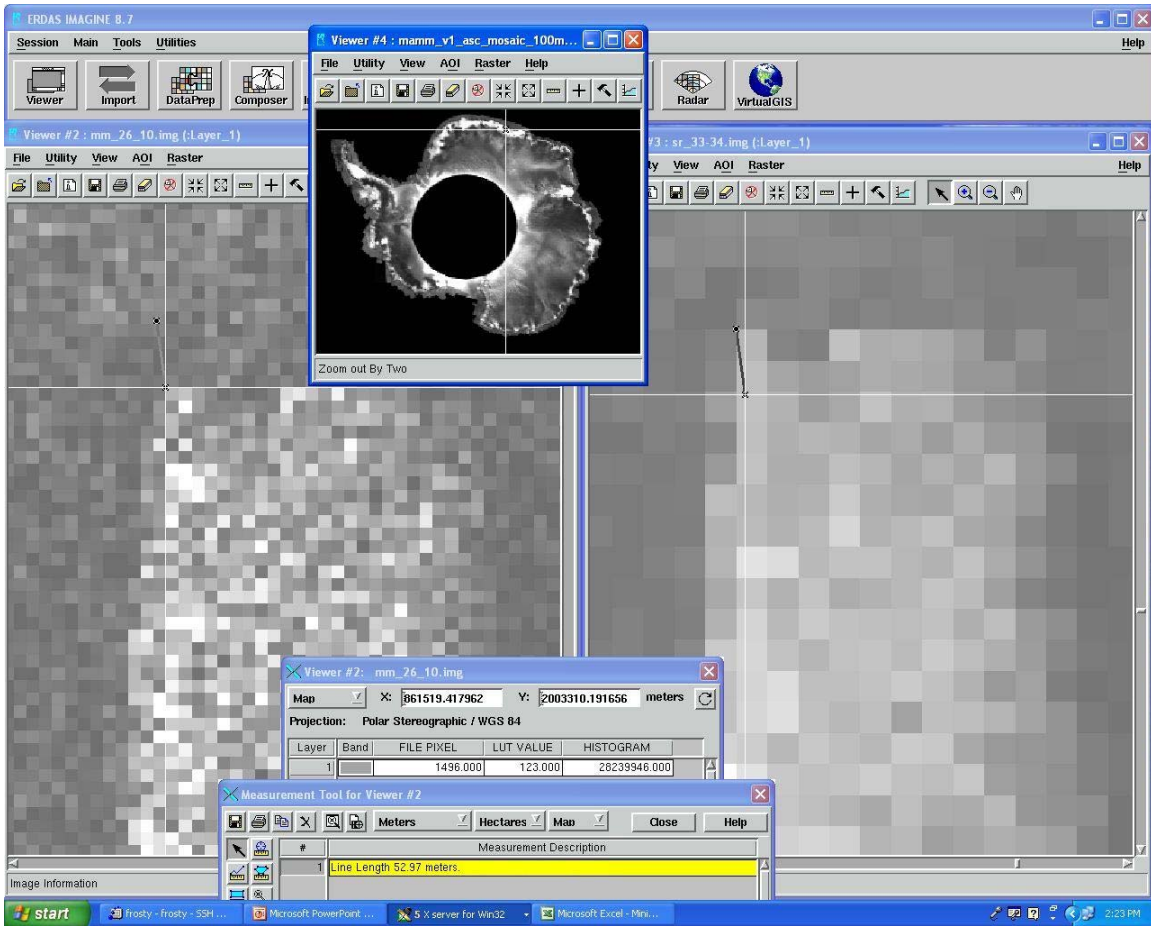 ERDAS IMAGINE 8.7
Session Main Tools Utilities Help
Viewer Import DataPrep Composer Radar VirtualGIS
Viewer #4 : mamm_v1_asc_mosaic_100m...
File Utility View AOI Raster Help
Zoom out By Two
Viewer #2 : mm_26_10.img (:Layer_1)
File Utility View AOI Raster
#3 : sr_33-34.img (:Layer_1)
View AOI Raster Help
Viewer #2: mm_26_10.img
Map X: 861519.417962 Y: 2003310.191656 meters
Projection: Polar Stereographic / WGS 84
Layer Band FILE PIXEL LUT VALUE HISTOGRAM
1 1496.000 123.000 28239946.000
Measurement Tool for Viewer #2
Meters Hectares Map Close Help
# Measurement Description
1 Line Length 52.97 meters.
Image Information
start frosty - frosty - SSH ... Microsoft PowerPoint ... 5 X server for Win32 Microsoft Excel - Mini... 2:23 PM